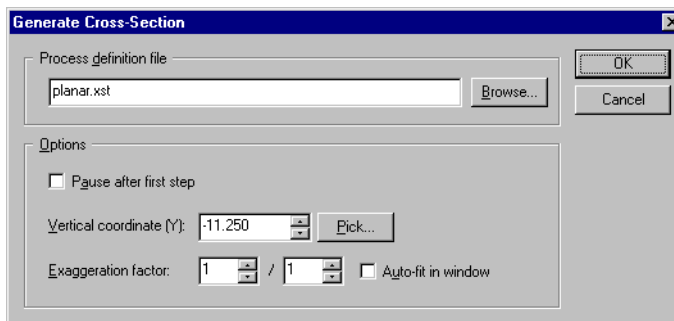 Generate Cross-Section
Process definition file
OK
planar.xst
Browse...
Cancel
Options
Pause after first step
Vertical coordinate (Y): -11.250 Pick...
Exaggeration factor: 1 / 1 Auto-fit in window